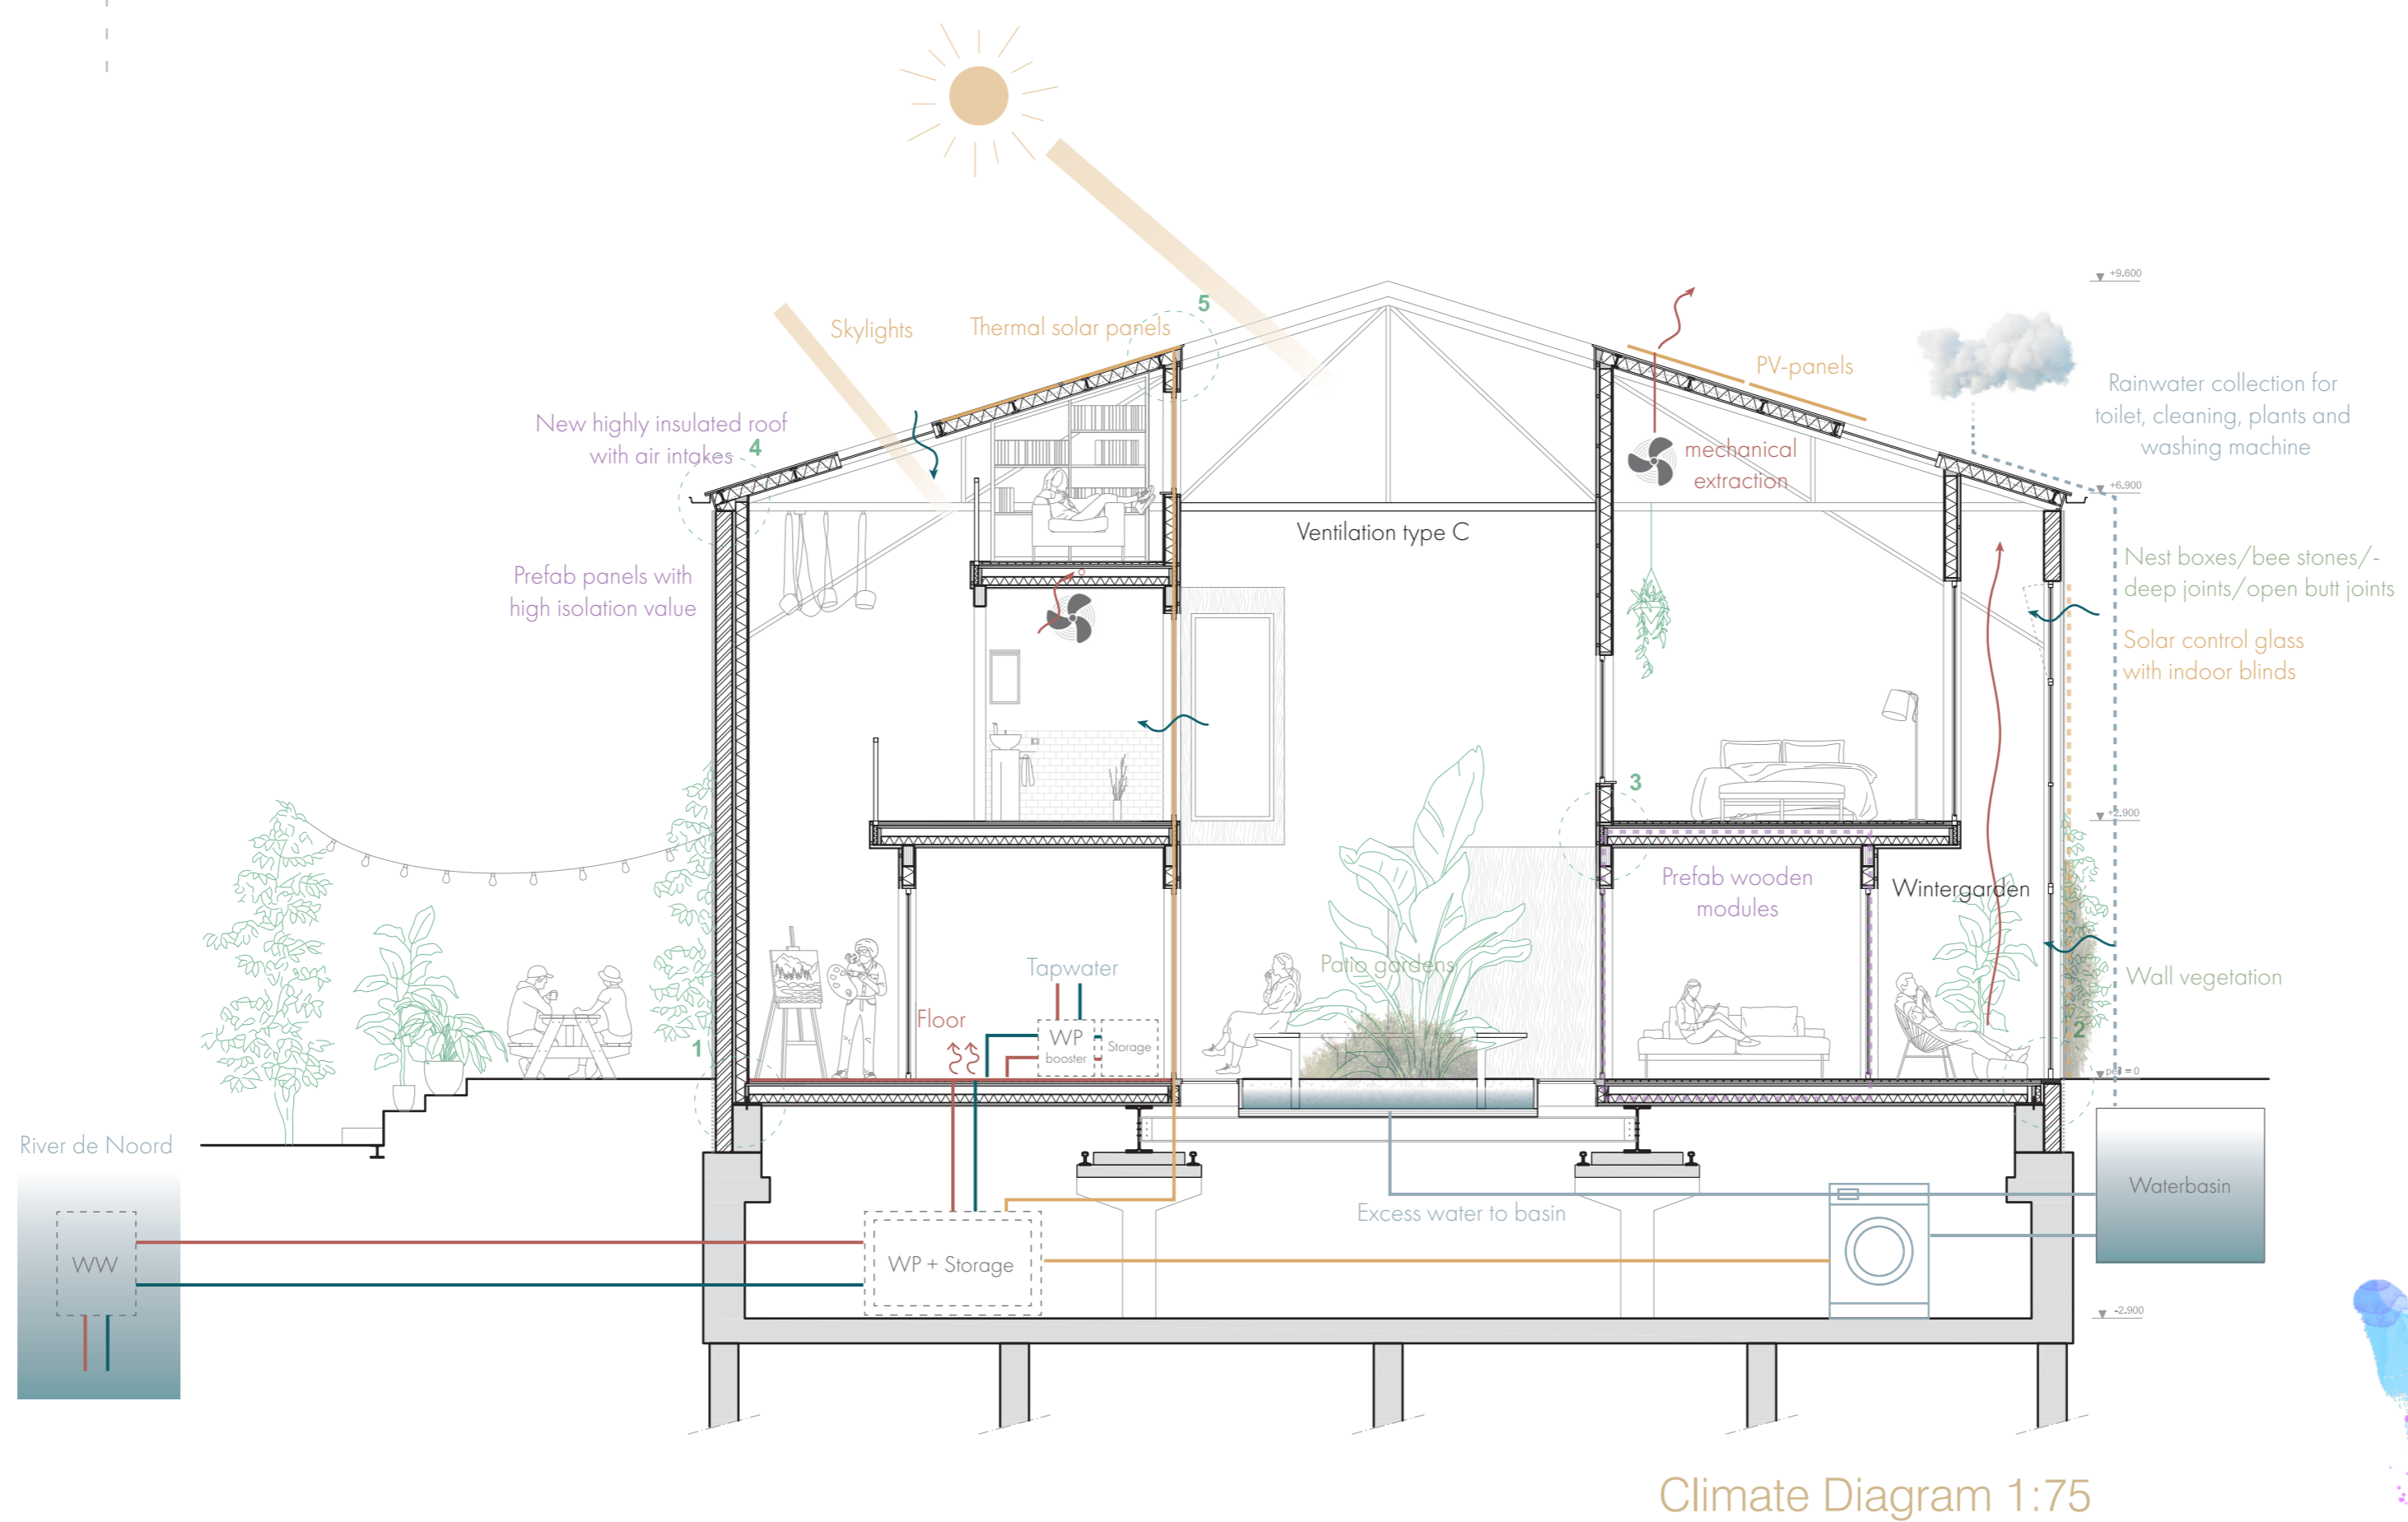 +9.600
5
Skylights
Thermal solar panels
PV-panels
Rainwater collection for
toilet, cleaning, plants and
washing machine
New highly insulated roof
with air intakes
4
mechanical
extraction
+6.900
Ventilation type C
Nest boxes/bee stones/-
deep joints/open butt joints
Prefab panels with
high isolation value
Solar control glass
with indoor blinds
3
+2.900
Prefab wooden
modules
Wintergarden
Tapwater
Patio gardens
Wall vegetation
Floor
WP
booster
Storage
1
2
peil = 0
River de Noord
Waterbasin
Excess water to basin
WW
WP + Storage
-2.900
Climate Diagram 1:75